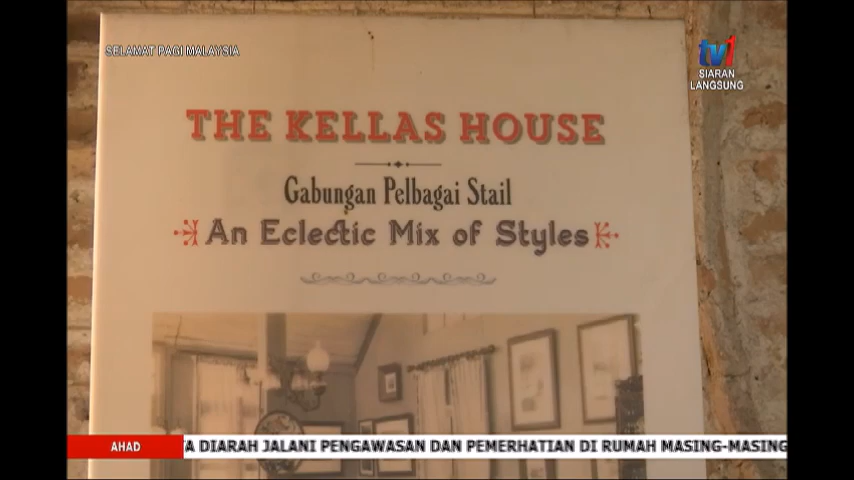 SELAMAT PAGI MALAYSIA
tv1
SIARAN
LANGSUNG
THE KELLAS HOUSE
Gabungan Pelbagai Stail
An Eclectic Mix of Styles
AHAD
TA DIARAH JALANI PENGAWASAN DAN PEMERHATIAN DI RUMAH MASING-MASING